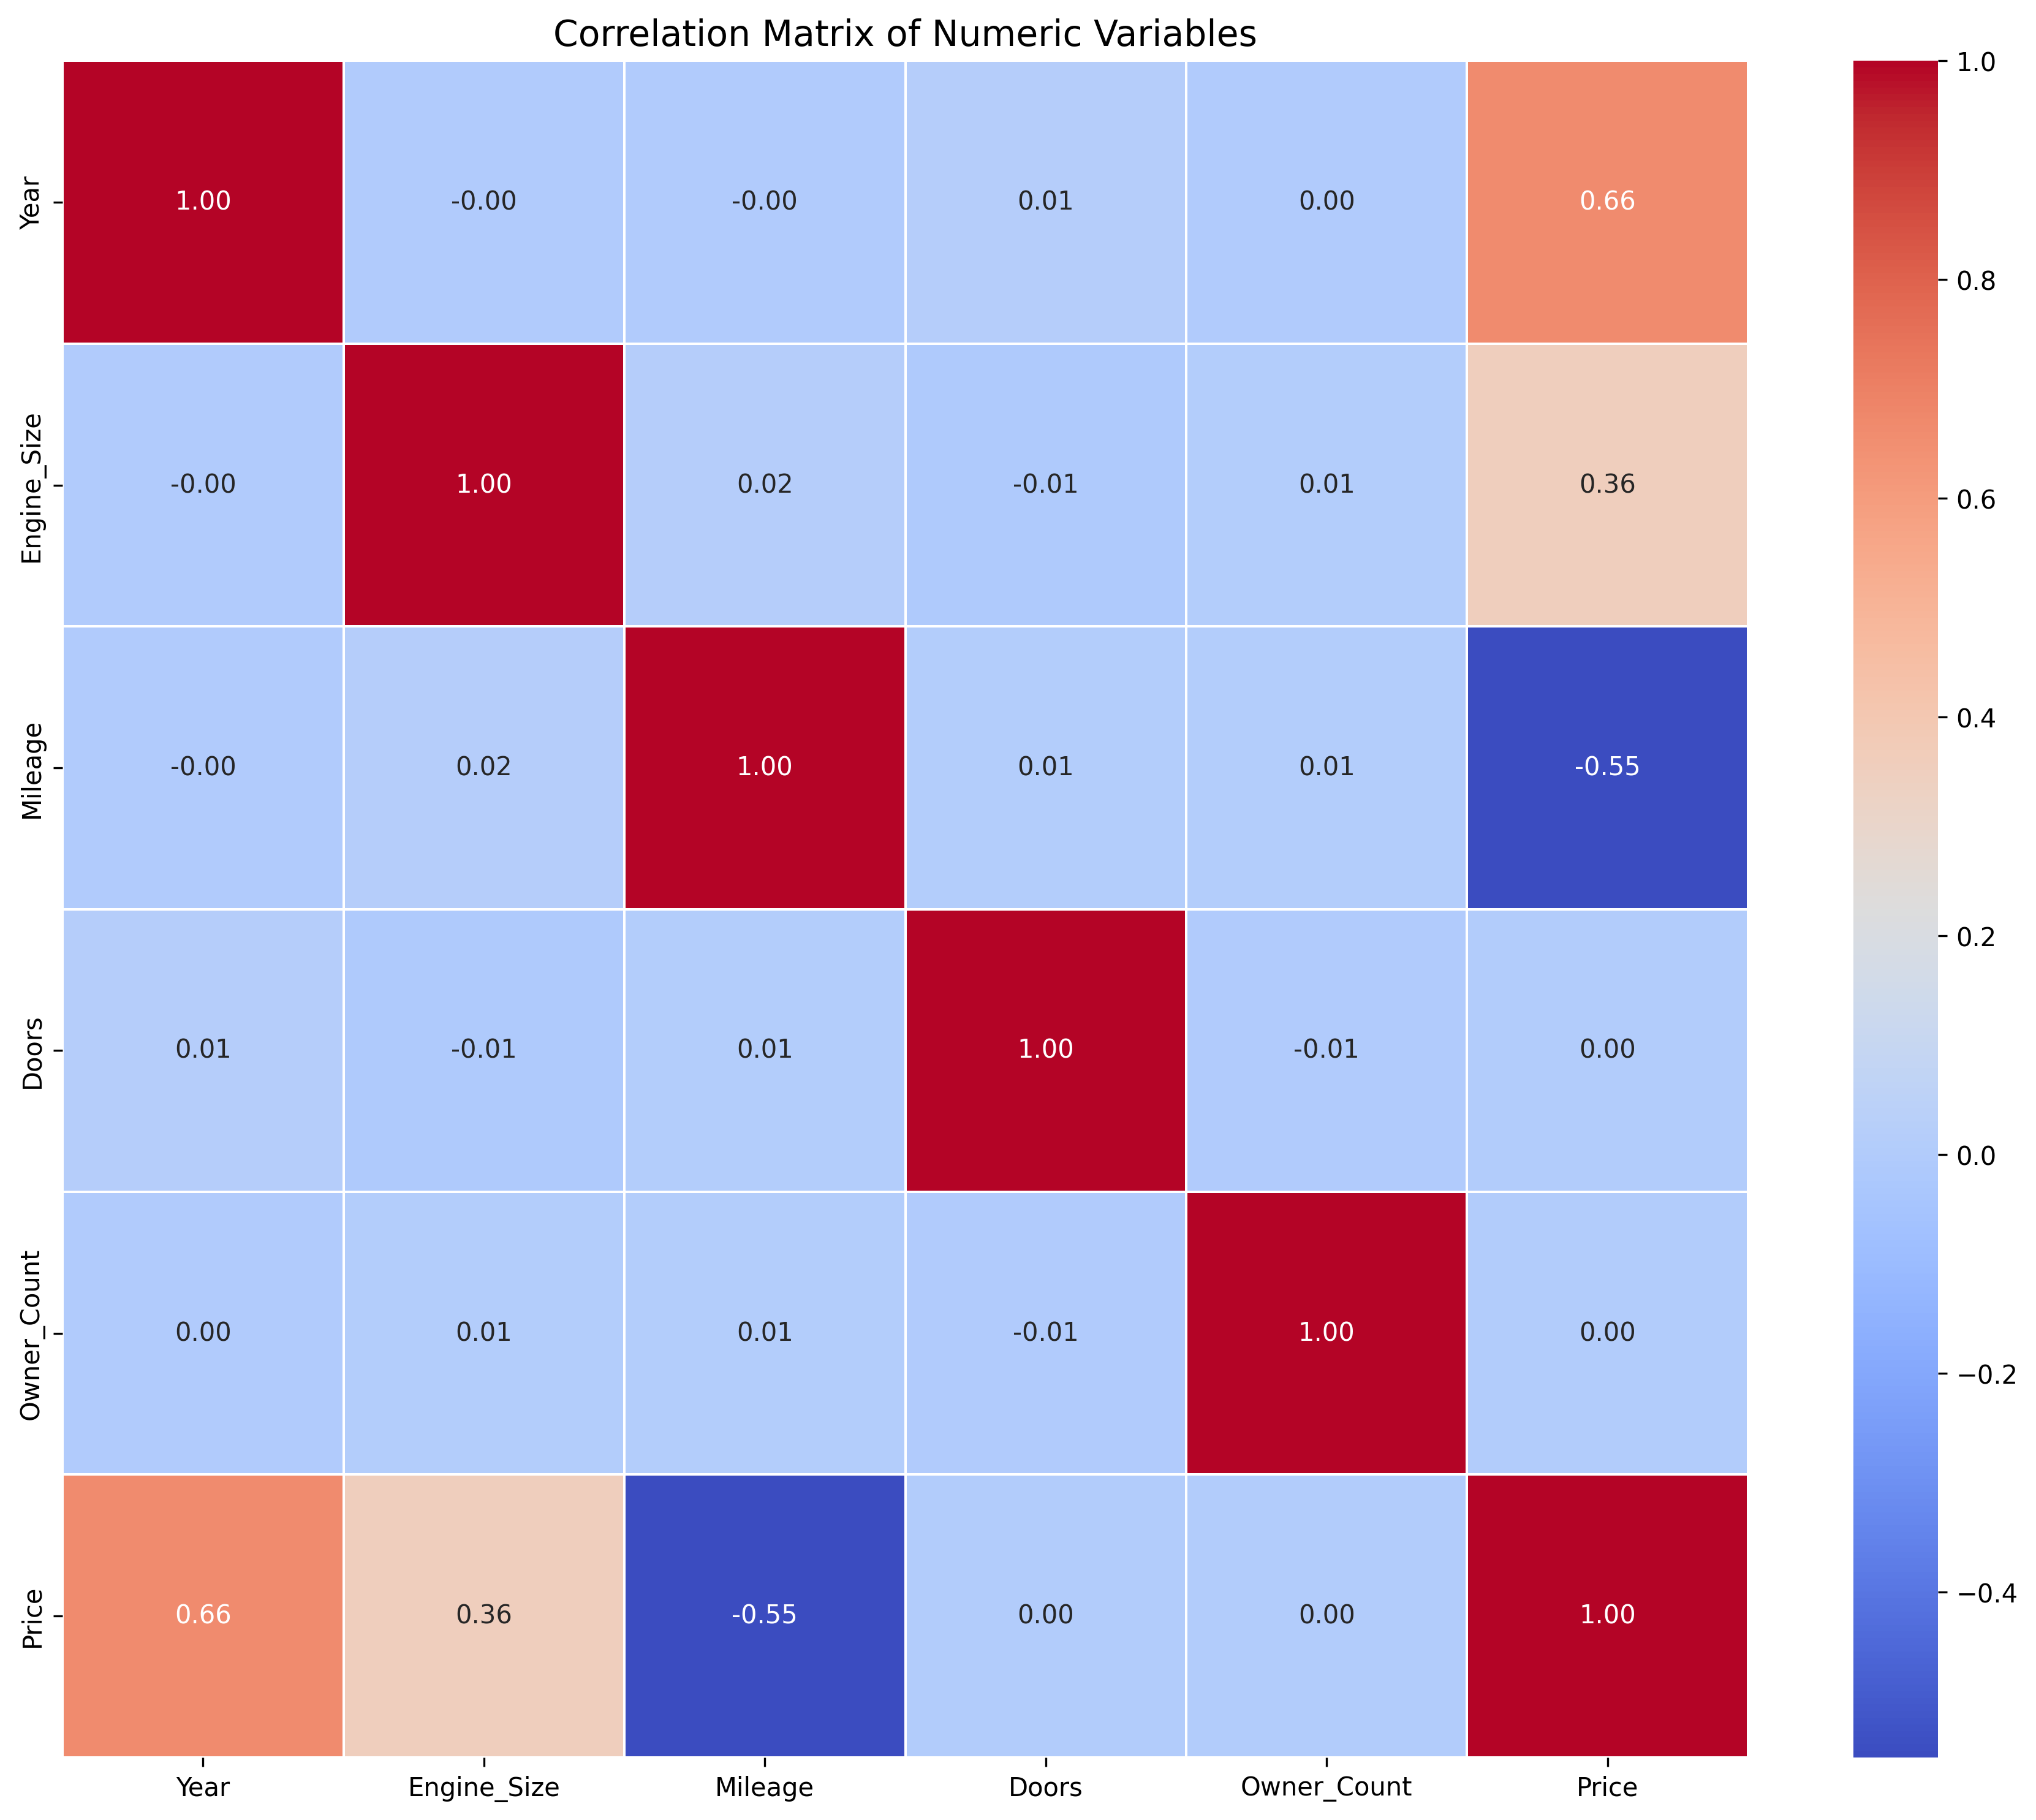 Correlation Matrix of Numeric Variables
Year 1.00 -0.00 -0.00 0.01 0.00 0.66
Engine_Size -0.00 1.00 0.02 -0.01 0.01 0.36
Mileage -0.00 0.02 1.00 0.01 0.01 -0.55
Doors 0.01 -0.01 0.01 1.00 -0.01 0.00
Owner_Count 0.00 0.01 0.01 -0.01 1.00 0.00
Price 0.66 0.36 -0.55 0.00 0.00 1.00
Year Engine_Size Mileage Doors Owner_Count Price
1.0
0.8
0.6
0.4
0.2
0.0
−0.2
−0.4